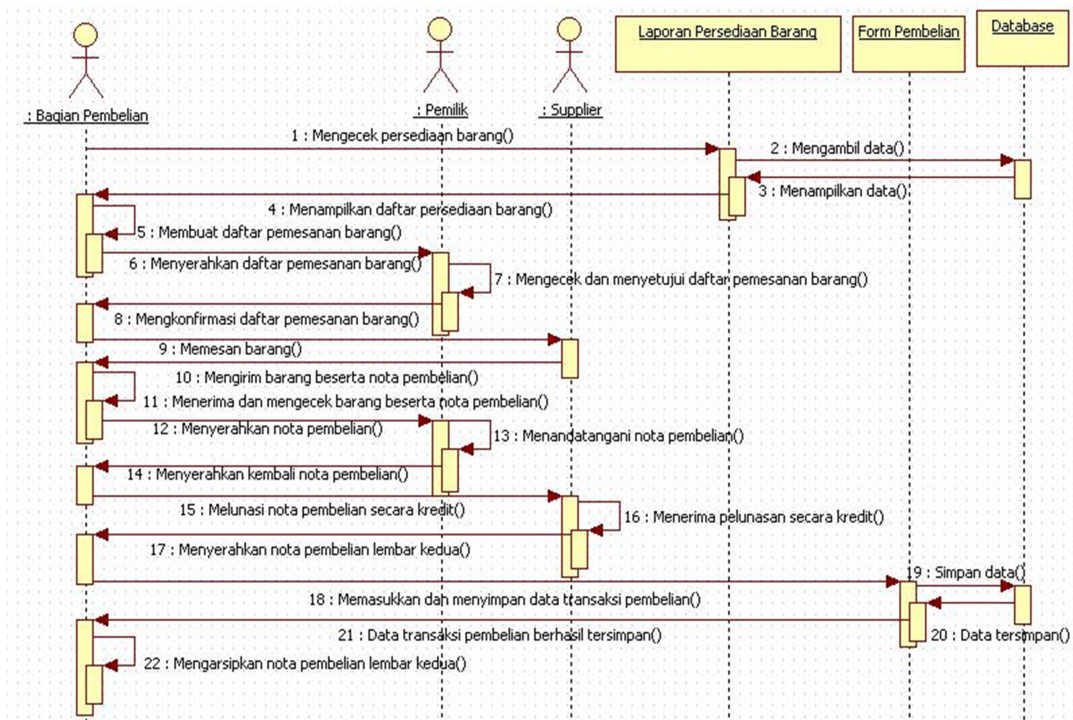 : Bagian Pembelian
: Pemilik
: Supplier
Laporan Persediaan Barang
Form Pembelian
Database
1 : Mengecek persediaan barang()
2 : Mengambil data()
3 : Menampilkan data()
4 : Menampilkan daftar persediaan barang()
5 : Membuat daftar pemesanan barang()
6 : Menyerahkan daftar pemesanan barang()
7 : Mengecek dan menyetujui daftar pemesanan barang()
8 : Mengkonfirmasi daftar pemesanan barang()
9 : Memesan barang()
10 : Mengirim barang beserta nota pembelian()
11 : Menerima dan mengecek barang beserta nota pembelian()
12 : Menyerahkan nota pembelian()
13 : Menandatangani nota pembelian()
14 : Menyerahkan kembali nota pembelian()
15 : Melunasi nota pembelian secara kredit()
16 : Menerima pelunasan secara kredit()
17 : Menyerahkan nota pembelian lembar kedua()
18 : Memasukkan dan menyimpan data transaksi pembelian()
19 : Simpan data()
20 : Data tersimpan()
21 : Data transaksi pembelian berhasil tersimpan()
22 : Mengarsipkan nota pembelian lembar kedua()